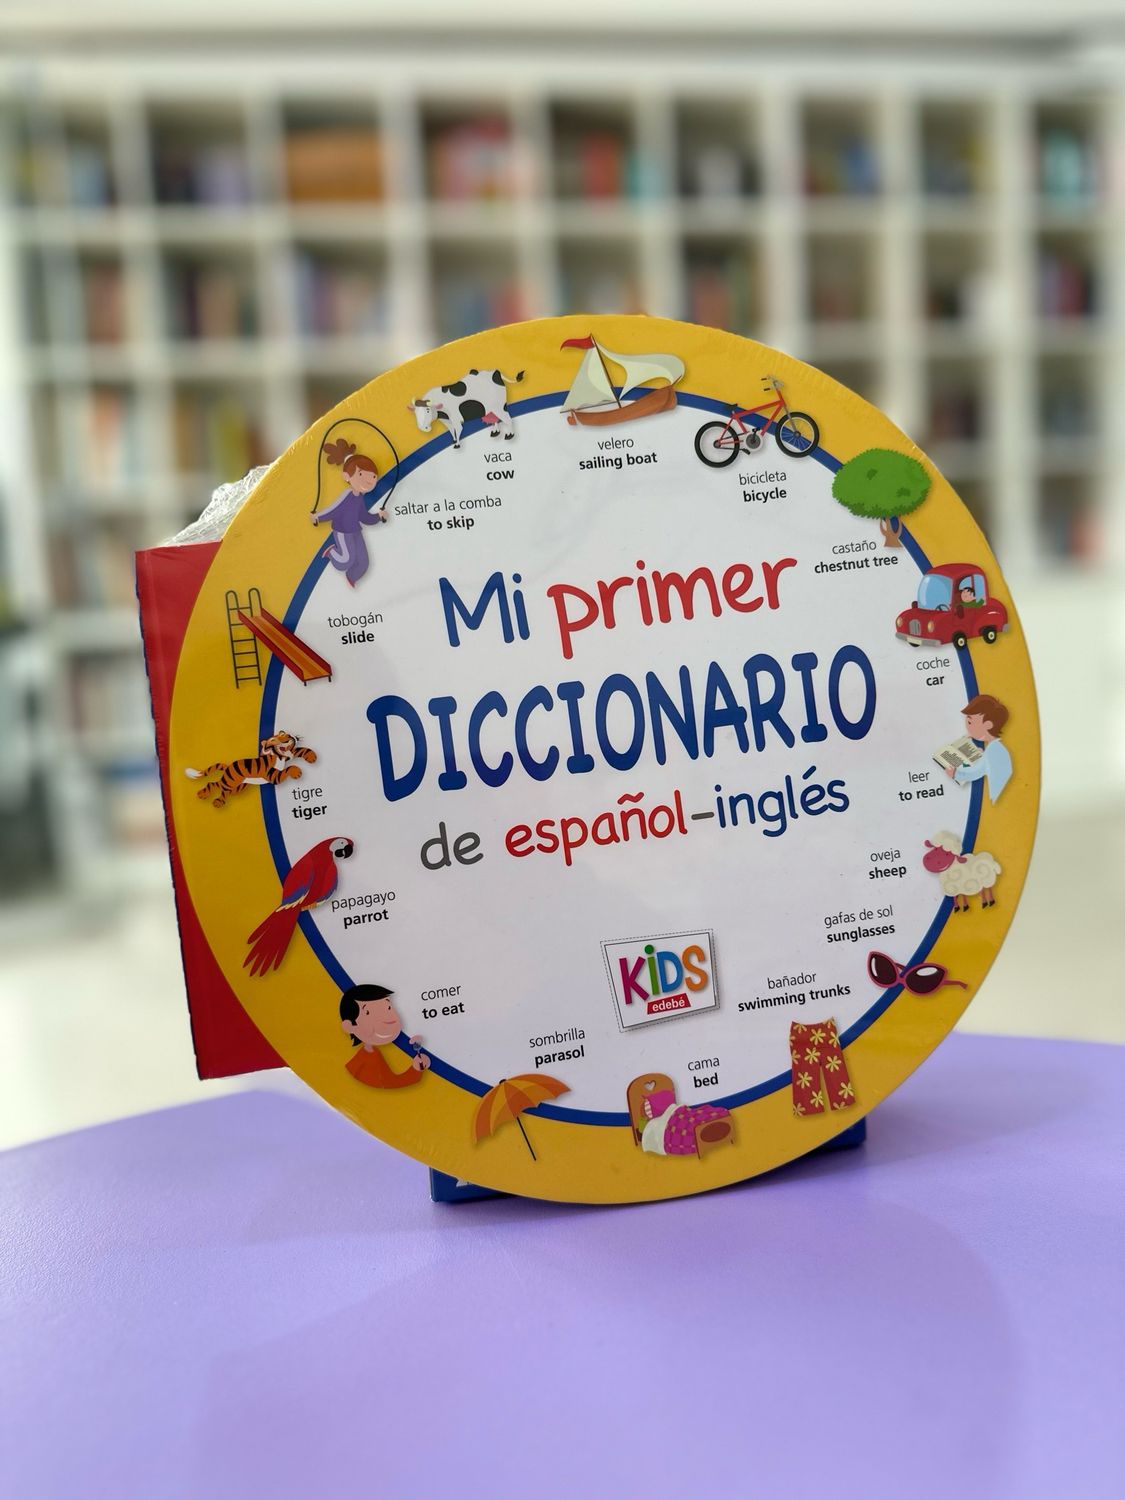 velero
sailing boat
vaca
cow
bicicleta
bicycle
saltar a la comba
to skip
castaño
chestnut tree
Mi primer
DICCIONARIO
de español-inglés
tobogán
slide
coche
car
tigre
tiger
leer
to read
papagayo
parrot
oveja
sheep
gafas de sol
sunglasses
comer
to eat
bañador
swimming trunks
KiDS
edebé
sombrilla
parasol
cama
bed